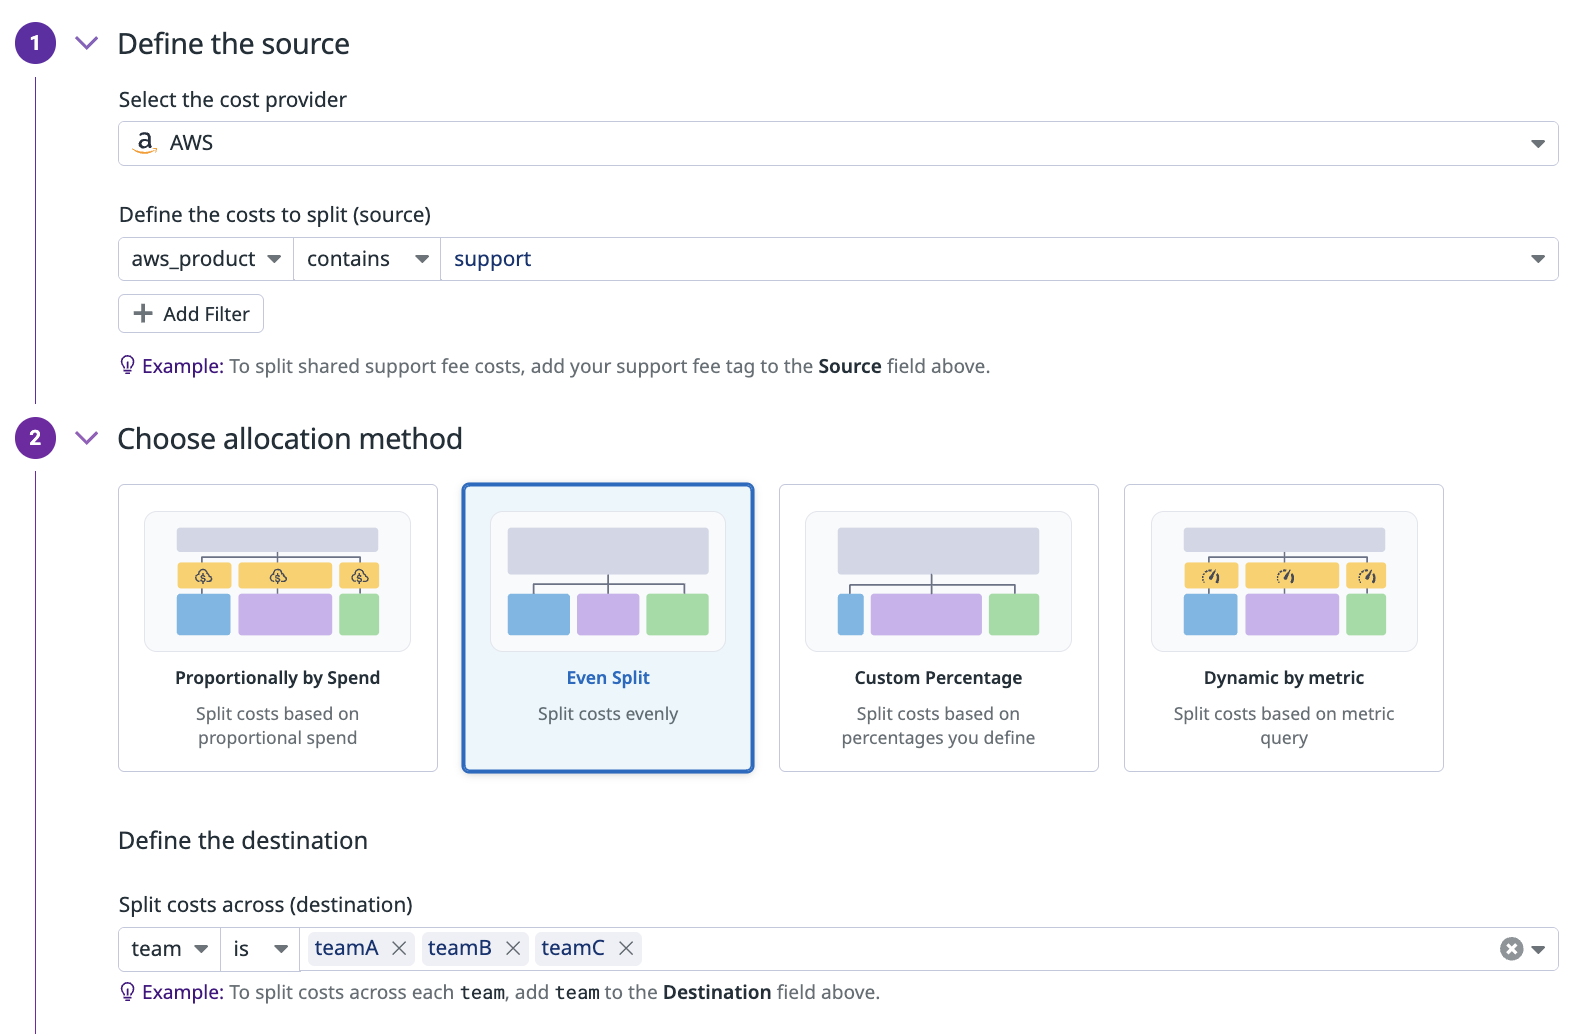 1 Define the source
Select the cost provider
a AWS
Define the costs to split (source)
aws_product contains support
Add Filter
Example: To split shared support fee costs, add your support fee tag to the Source field above.
2 Choose allocation method
Proportionally by Spend
Split costs based on
proportional spend
Even Split
Split costs evenly
Custom Percentage
Split costs based on
percentages you define
Dynamic by metric
Split costs based on metric
query
Define the destination
Split costs across (destination)
team is teamA teamB teamC
Example: To split costs across each team, add team to the Destination field above.